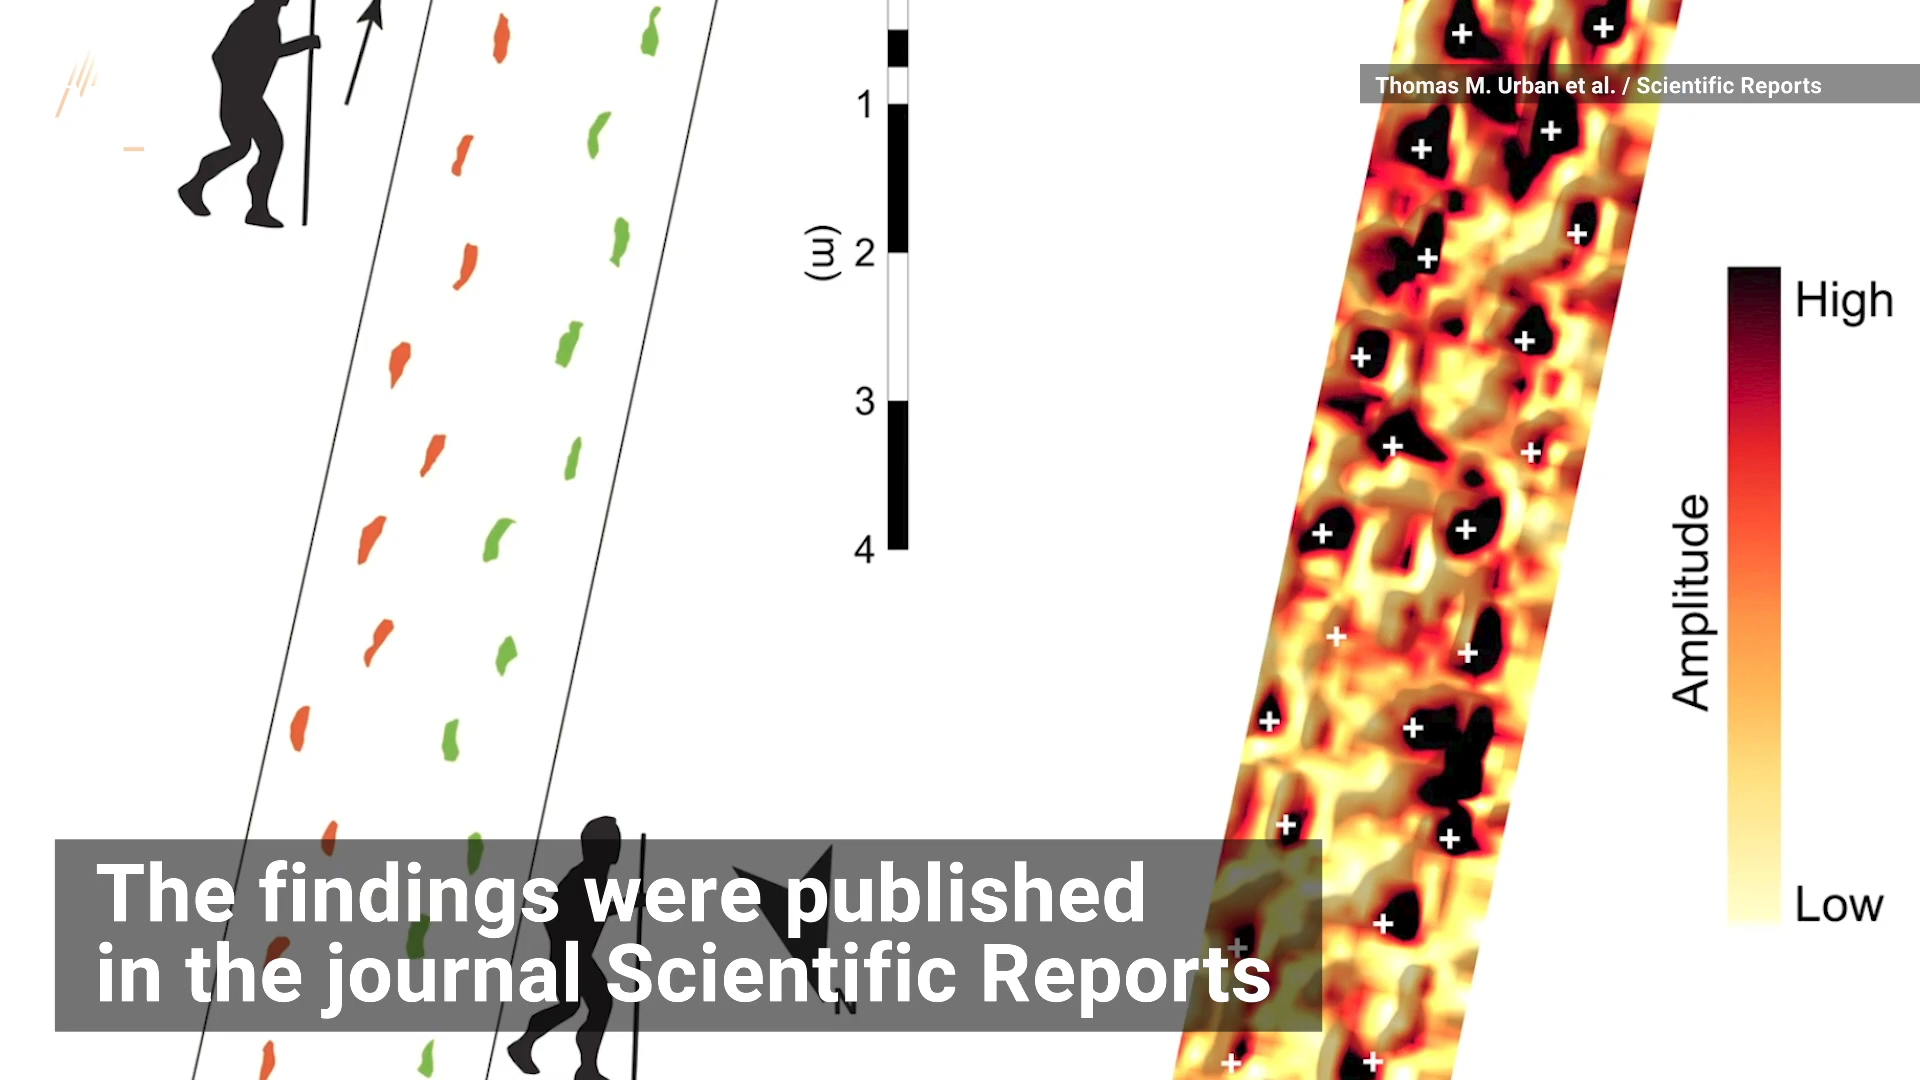 Thomas M. Urban et al. / Scientific Reports
1
(m)
2
3
4
High
Amplitude
Low
The findings were published
in the journal Scientific Reports
N